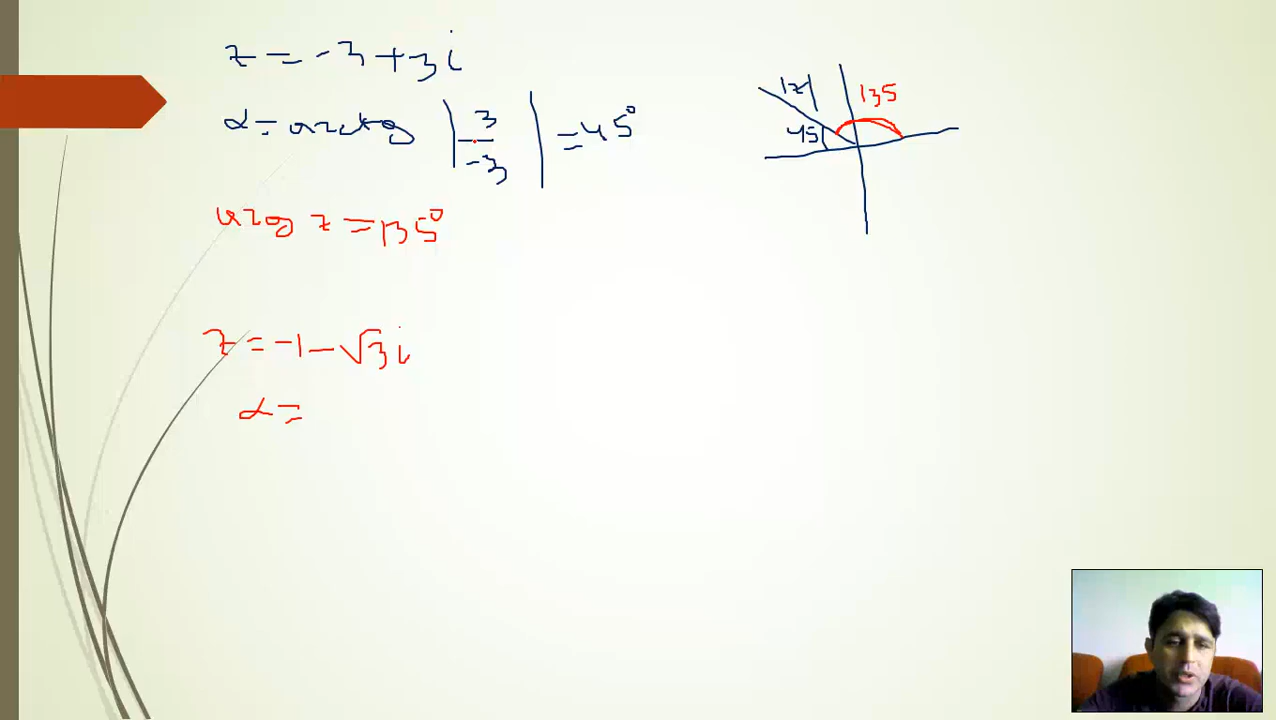 z = -3 + 3i
α = arctg | 3/-3 | = 45°
|z| 135
45
arg z = 135°
z = -1 - √3 i
α =